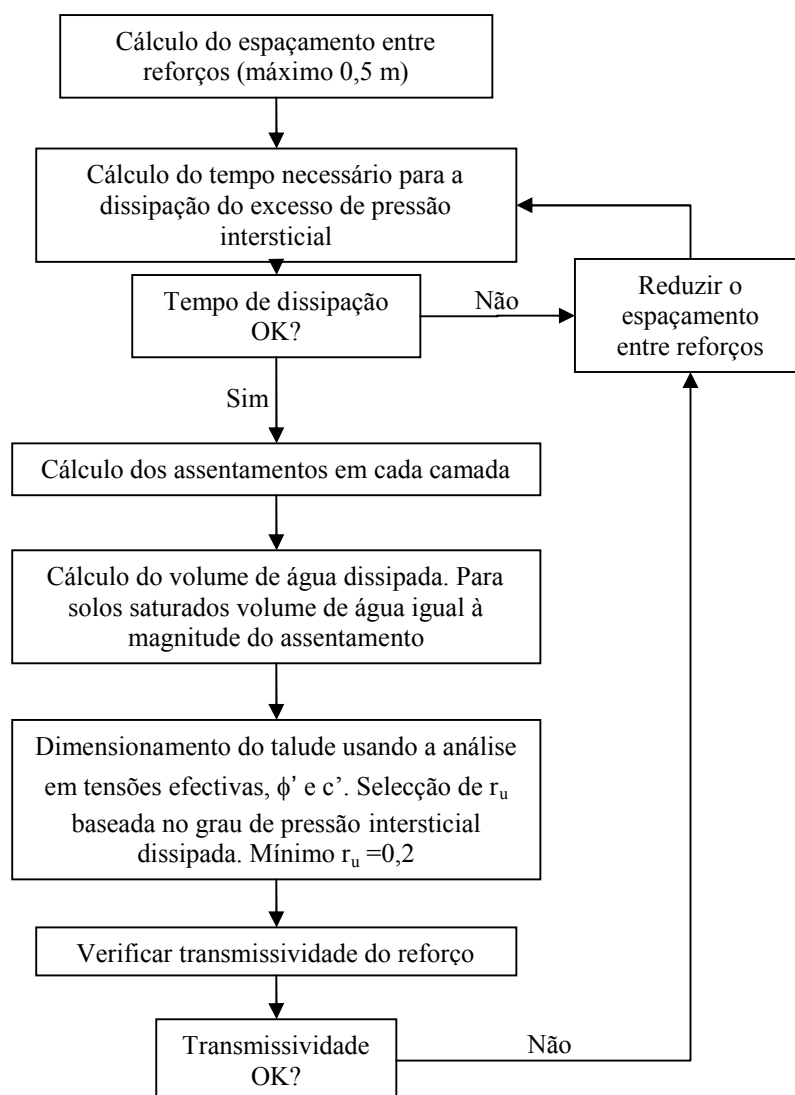 Cálculo do espaçamento entre
reforços (máximo 0,5 m)
Cálculo do tempo necessário para a
dissipação do excesso de pressão
intersticial
Tempo de dissipação
OK?
Não
Reduzir o
espaçamento
entre reforços
Sim
Cálculo dos assentamentos em cada camada
Cálculo do volume de água dissipada. Para
solos saturados volume de água igual à
magnitude do assentamento
Dimensionamento do talude usando a análise
em tensões efectivas, ϕ’ e c’. Selecção de rᵤ
baseada no grau de pressão intersticial
dissipada. Mínimo rᵤ =0,2
Verificar transmissividade do reforço
Transmissividade
OK?
Não